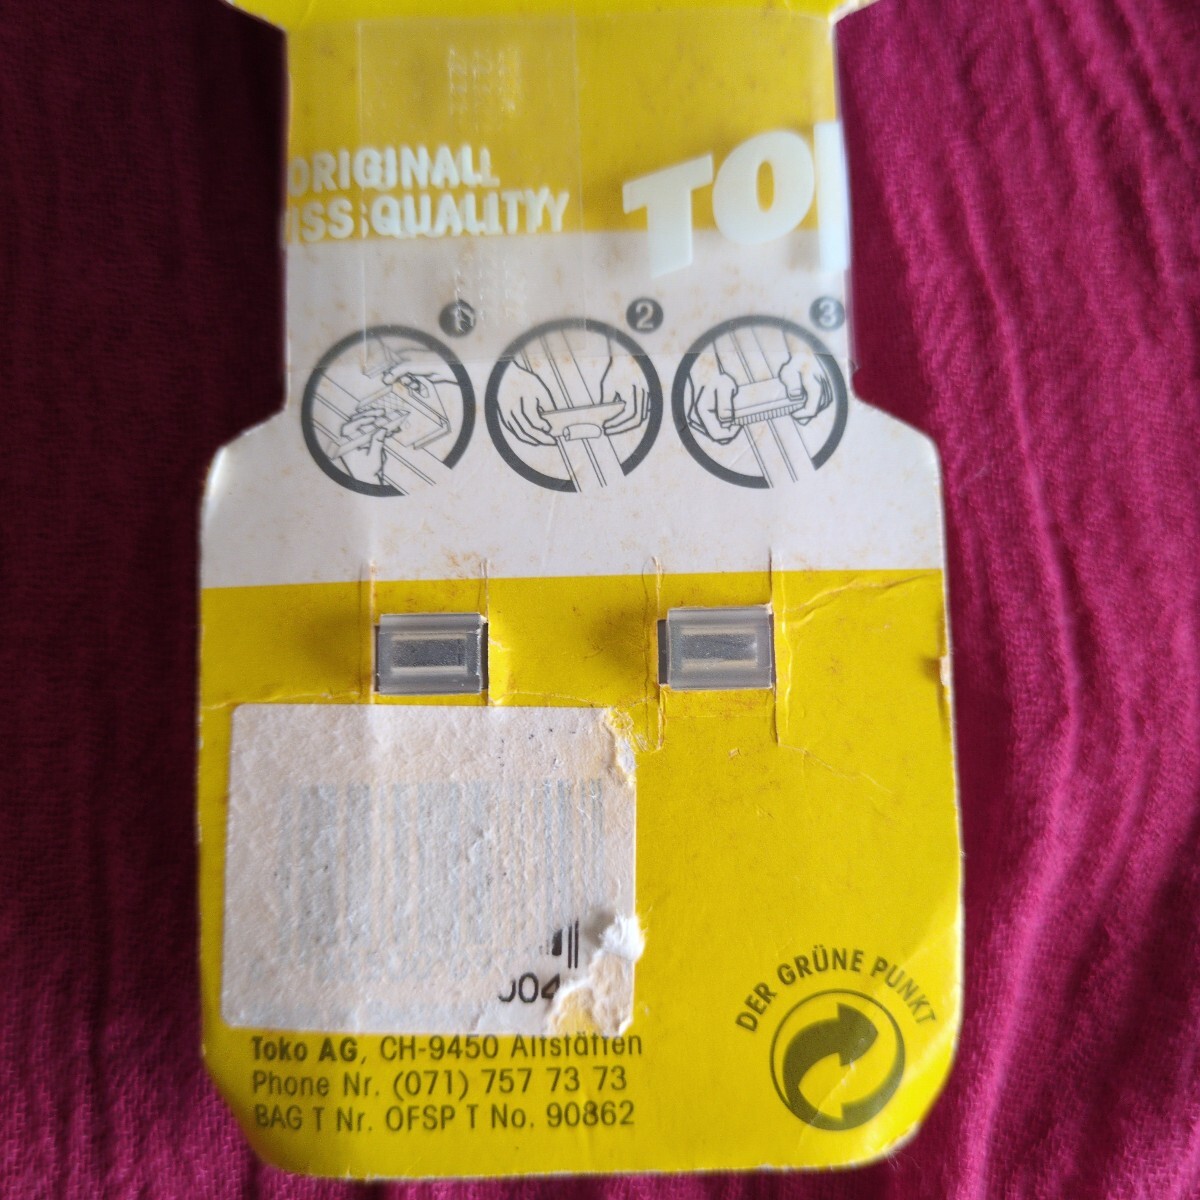 ORIGINAL
ISS QUALITY
TO
1 2 3
004
DER GRÜNE PUNKT
Toko AG, CH-9450 Altstätten
Phone Nr. (071) 757 73 73
BAG T Nr. OFSP T No. 90862